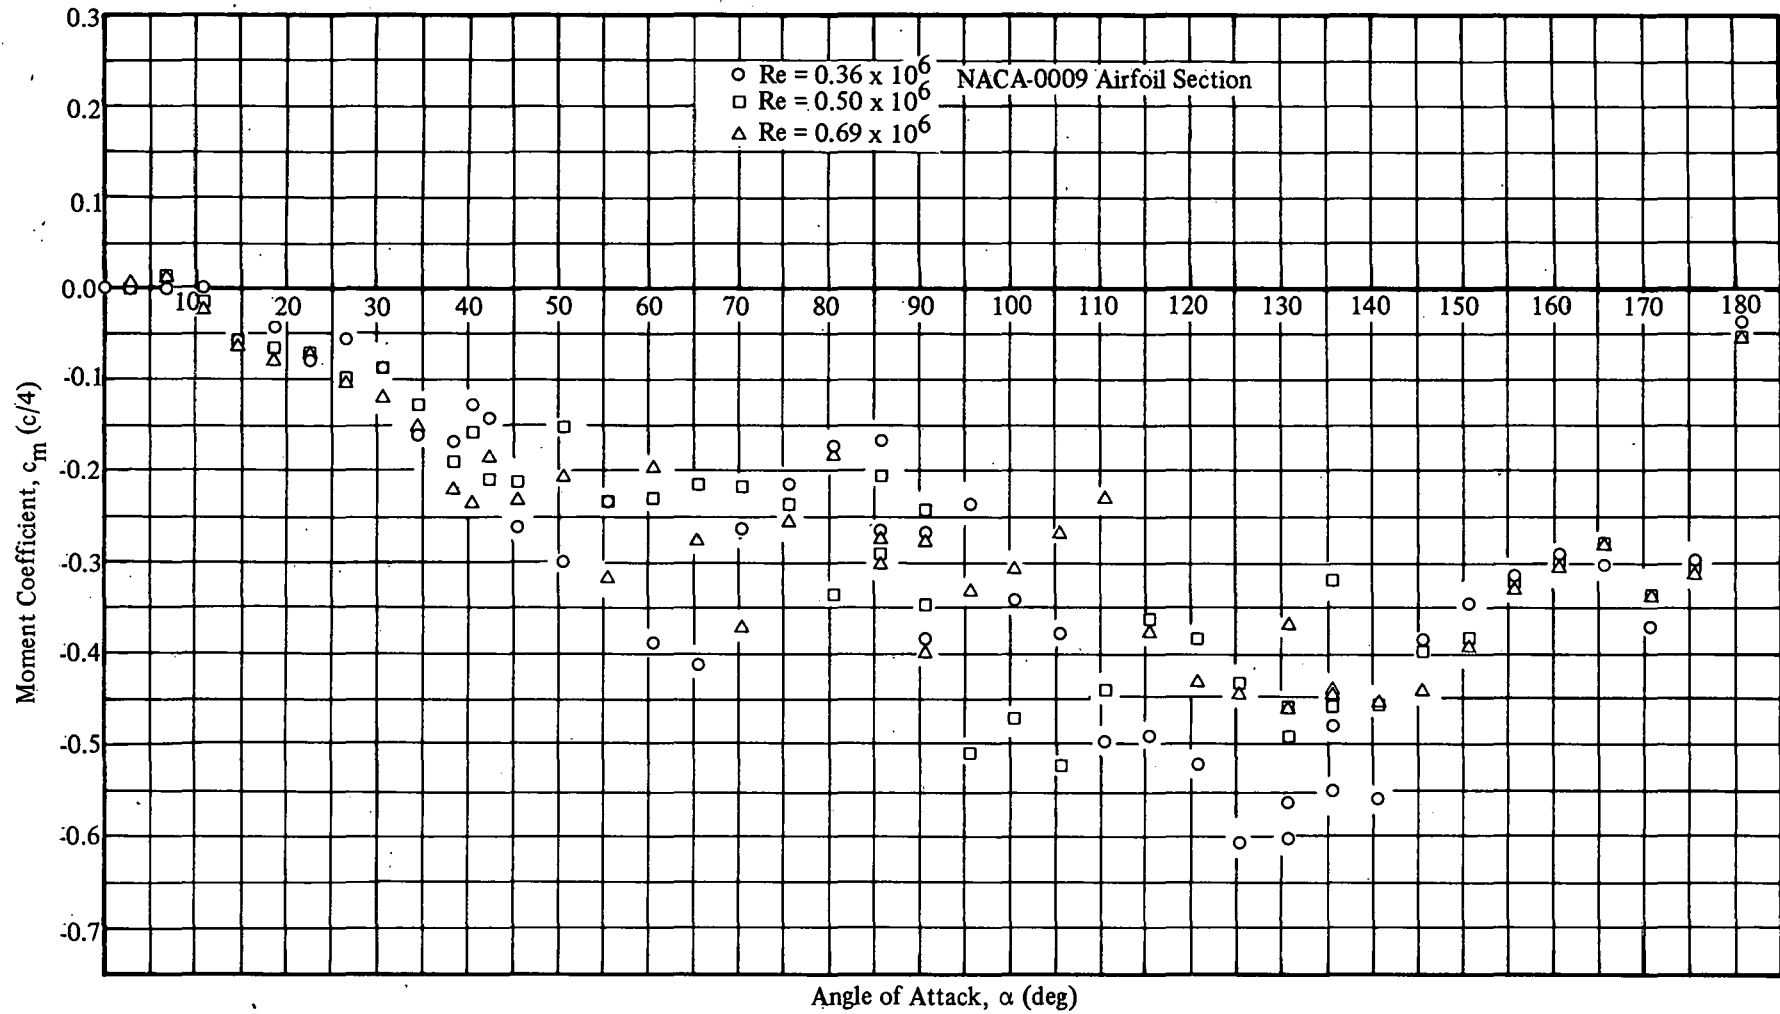 0.3
○ Re = 0.36 x 10⁶ NACA-0009 Airfoil Section
□ Re = 0.50 x 10⁶
△ Re = 0.69 x 10⁶
0.2
0.1
0.0
10 20 30 40 50 60 70 80 90 100 110 120 130 140 150 160 170 180
-0.1
-0.2
-0.3
-0.4
-0.5
-0.6
-0.7
Moment Coefficient, cₘ (c/4)
Angle of Attack, α (deg)